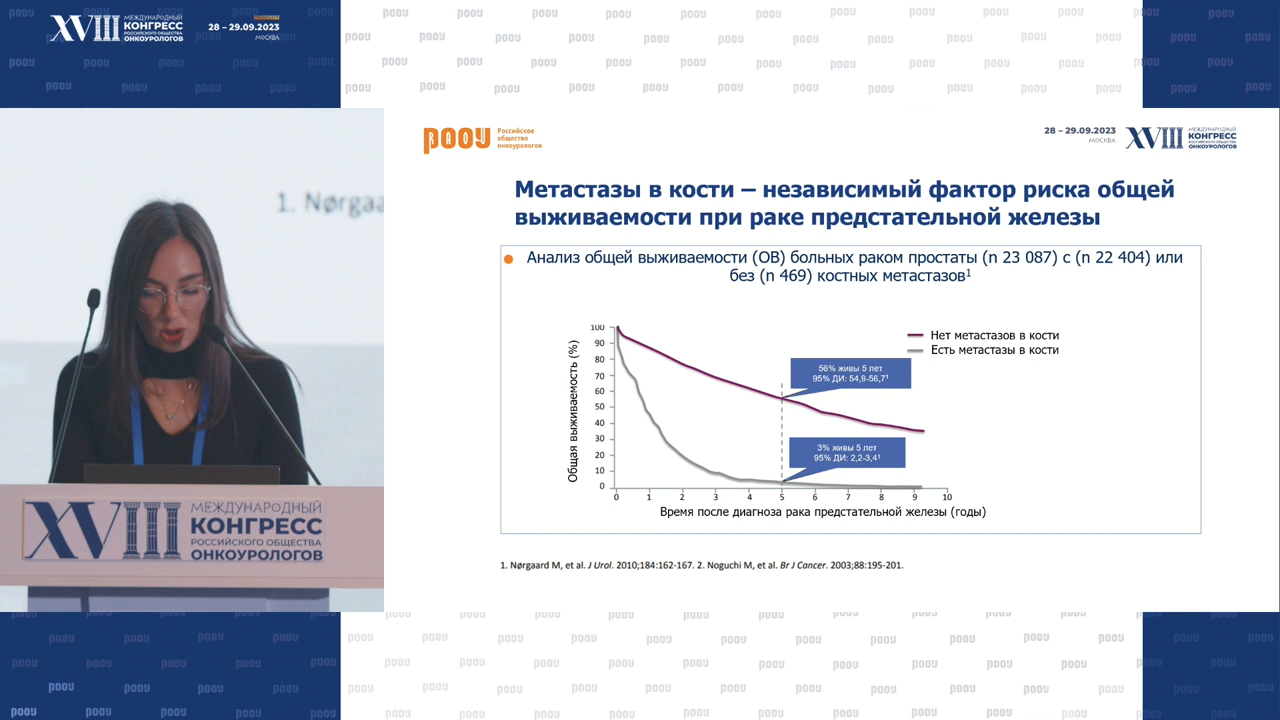 XVIII МЕЖДУНАРОДНЫЙ
КОНГРЕСС
РОССИЙСКОГО ОБЩЕСТВА
ОНКОУРОЛОГОВ
28 – 29.09.2023
МОСКВА
РООУ Российское
общество
онкоурологов
28 – 29.09.2023
МОСКВА
XVIII МЕЖДУНАРОДНЫЙ
КОНГРЕСС
РОССИЙСКОГО ОБЩЕСТВА
ОНКОУРОЛОГОВ
1. Nørgaa
Метастазы в кости – независимый фактор риска общей
выживаемости при раке предстательной железы
Анализ общей выживаемости (ОВ) больных раком простаты (n 23 087) с (n 22 404) или
без (n 469) костных метастазов¹
Общая выживаемость (%)
100
90
80
70
60
50
40
30
20
10
0
Нет метастазов в кости
Есть метастазы в кости
56% живы 5 лет
95% ДИ: 54,9-56,7¹
3% живы 5 лет
95% ДИ: 2,2-3,4¹
0 1 2 3 4 5 6 7 8 9 10
Время после диагноза рака предстательной железы (годы)
1. Nørgaard M, et al. J Urol. 2010;184:162-167. 2. Noguchi M, et al. Br J Cancer. 2003;88:195-201.
XVIII МЕЖДУНАРОДНЫЙ
КОНГРЕСС
РОССИЙСКОГО ОБЩЕСТВА
ОНКОУРОЛОГОВ